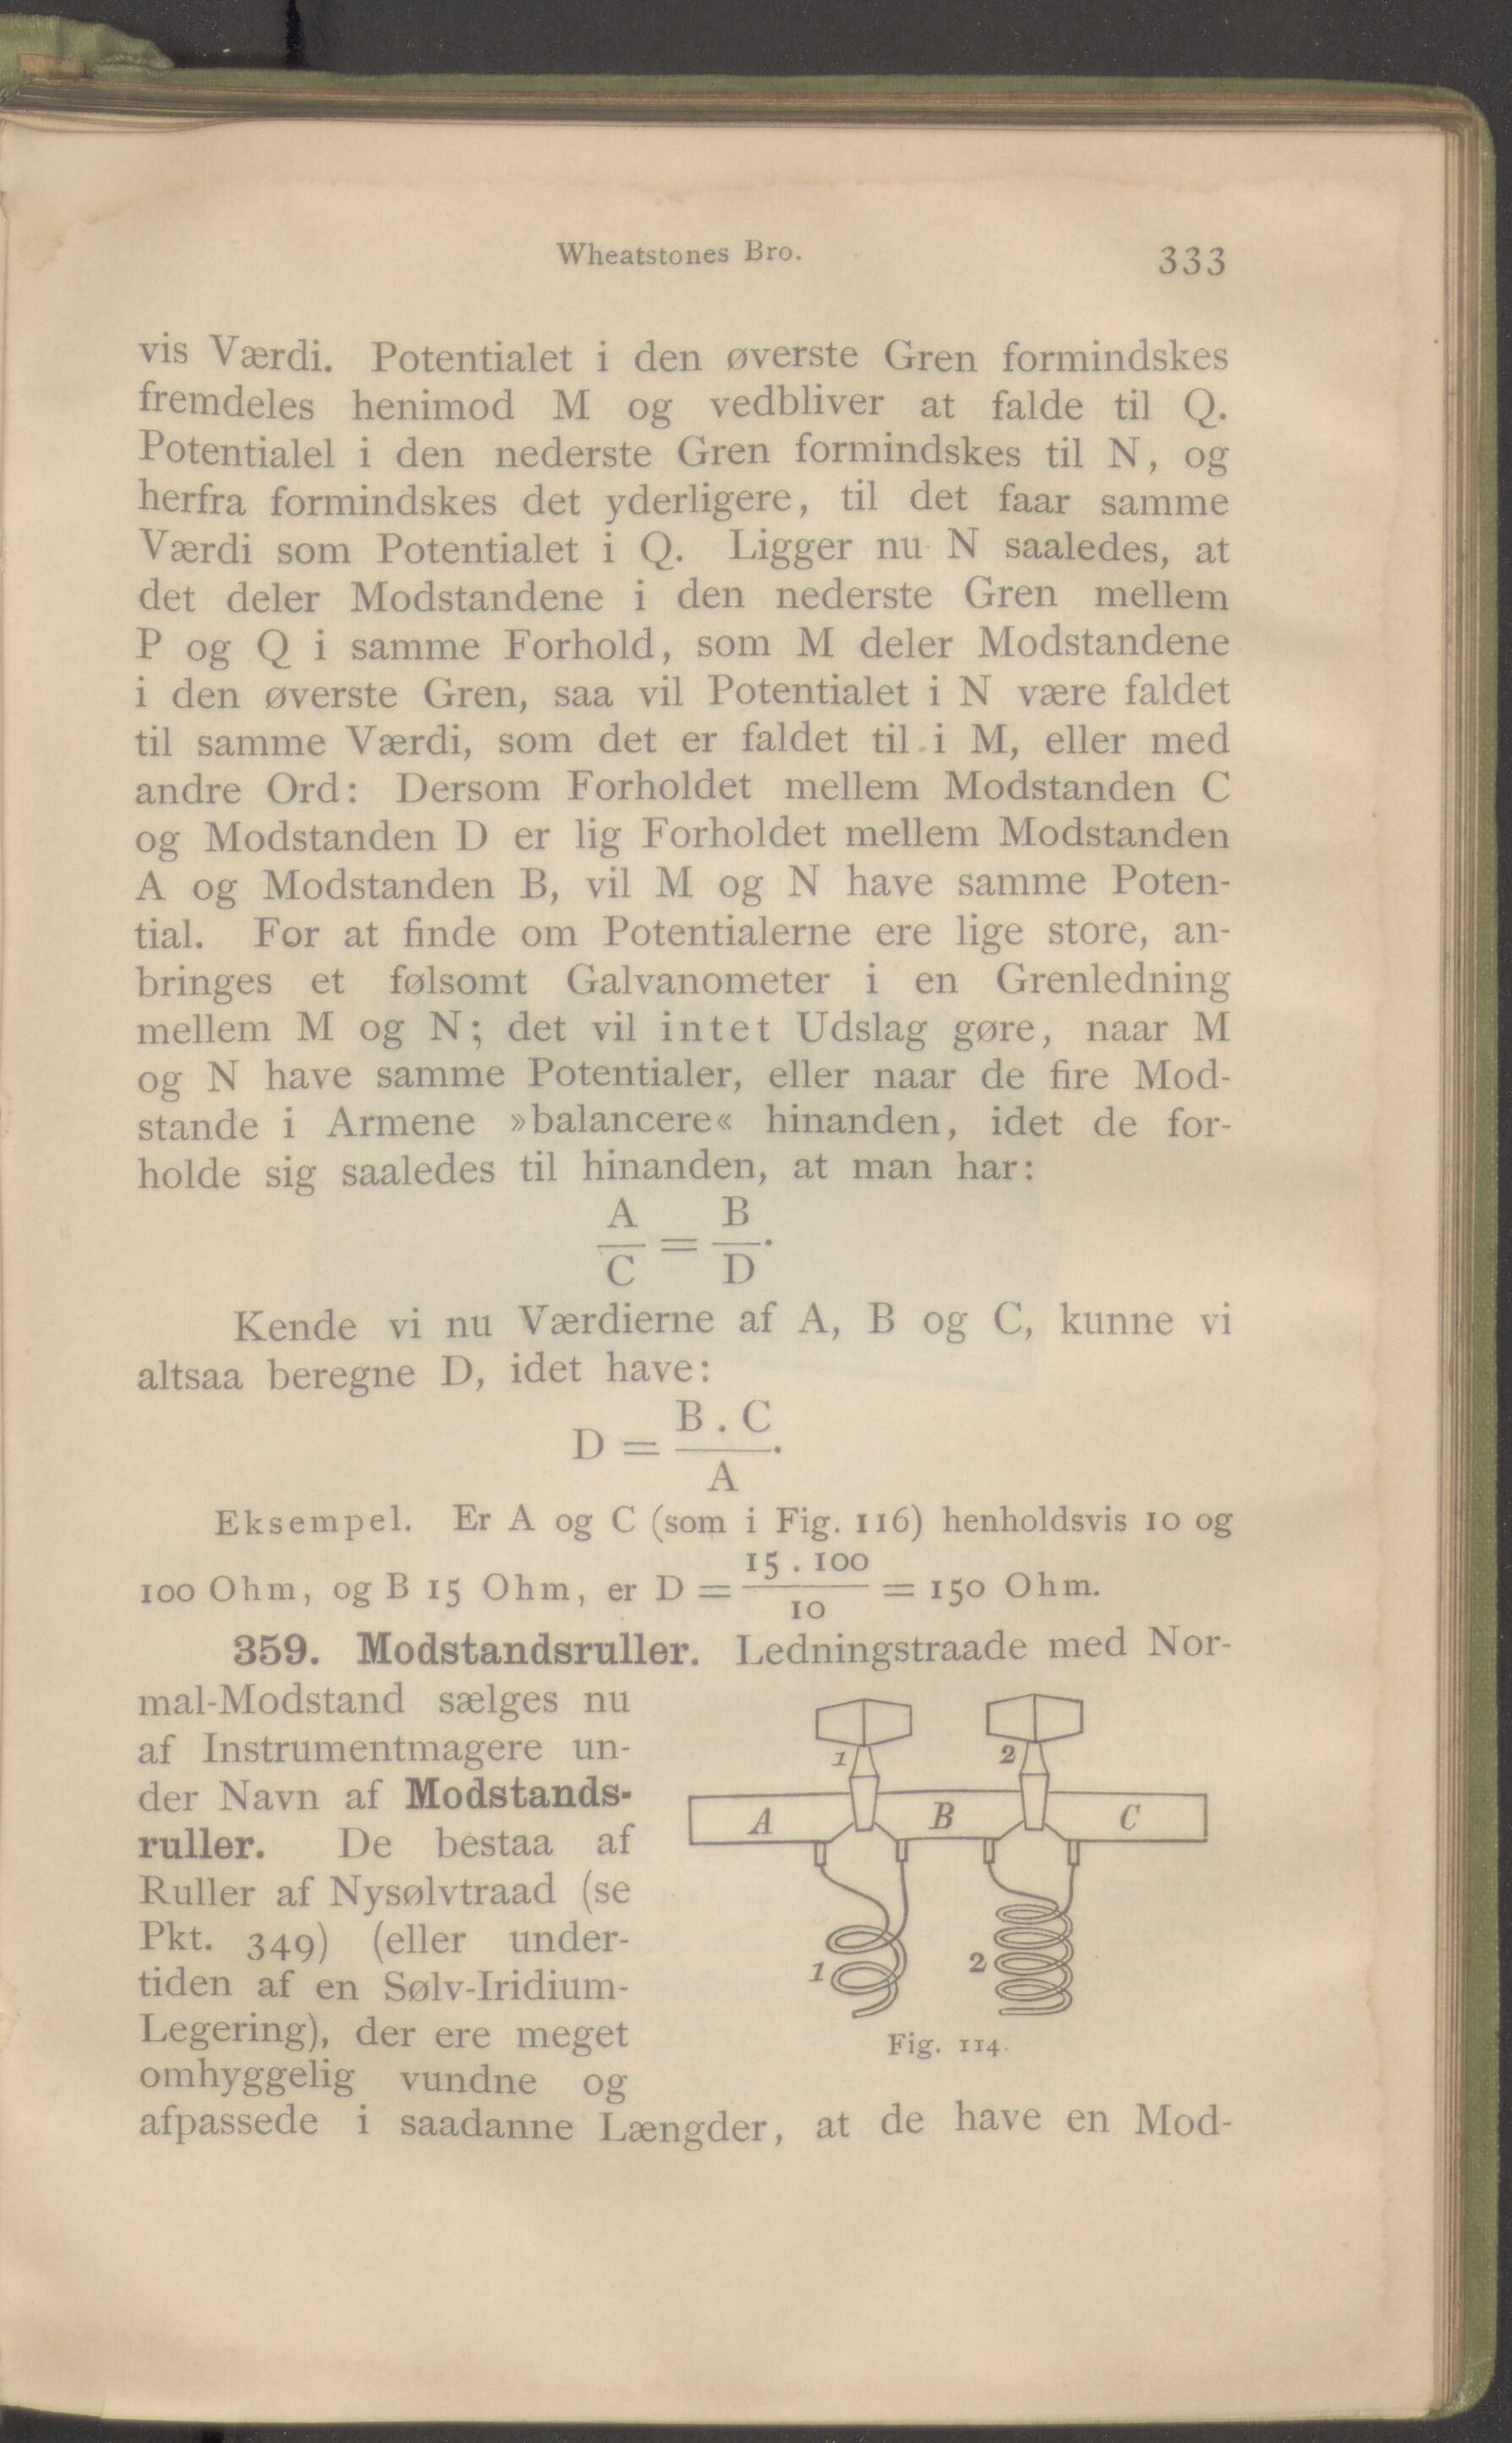 Wheatstones Bro.
333
vis Værdi. Potentialet i den øverste Gren formindskes
fremdeles henimod M og vedbliver at falde til Q.
Potentialel i den nederste Gren formindskes til N, og
herfra formindskes det yderligere, til det faar samme
Værdi som Potentialet i Q. Ligger nu N saaledes, at
det deler Modstandene i den nederste Gren mellem
P og Q i samme Forhold, som M deler Modstandene
i den øverste Gren, saa vil Potentialet i N være faldet
til samme Værdi, som det er faldet til i M, eller med
andre Ord: Dersom Forholdet mellem Modstanden C
og Modstanden D er lig Forholdet mellem Modstanden
A og Modstanden B, vil M og N have samme Poten-
tial. For at finde om Potentialerne ere lige store, an-
bringes et følsomt Galvanometer i en Grenledning
mellem M og N; det vil intet Udslag gøre, naar M
og N have samme Potentialer, eller naar de fire Mod-
stande i Armene »balancere« hinanden, idet de for-
holde sig saaledes til hinanden, at man har:
A/C = B/D.
Kende vi nu Værdierne af A, B og C, kunne vi
altsaa beregne D, idet have:
D = B . C/A.
Eksempel. Er A og C (som i Fig. 116) henholdsvis 10 og
100 Ohm, og B 15 Ohm, er D = 15 . 100/10 = 150 Ohm.
359. Modstandsruller. Ledningstraade med Nor-
mal-Modstand sælges nu
af Instrumentmagere un-
der Navn af Modstands-
ruller. De bestaa af
Ruller af Nysølvtraad (se
Pkt. 349) (eller under-
tiden af en Sølv-Iridium-
Legering), der ere meget
omhyggelig vundne og
afpassede i saadanne Længder, at de have en Mod-
1 2
A B C
1 2
Fig. 114.